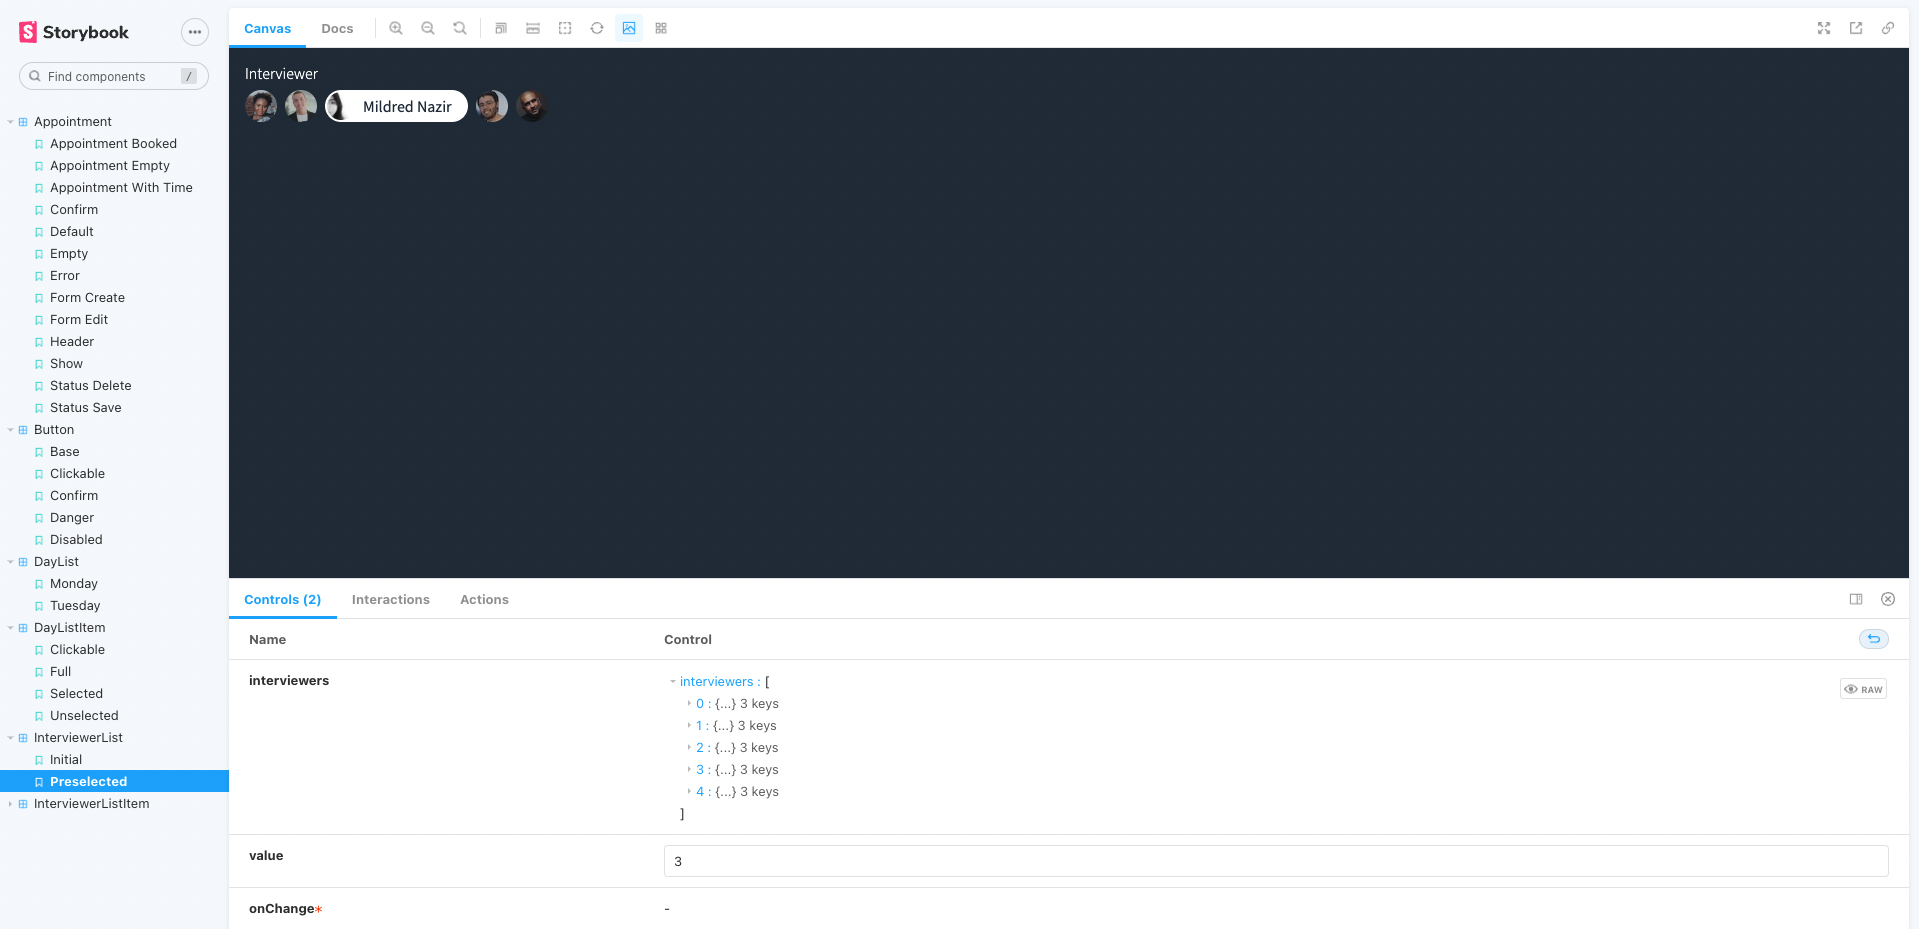 Storybook
Find components /
Appointment
Appointment Booked
Appointment Empty
Appointment With Time
Confirm
Default
Empty
Error
Form Create
Form Edit
Header
Show
Status Delete
Status Save
Button
Base
Clickable
Confirm
Danger
Disabled
DayList
Monday
Tuesday
DayListItem
Clickable
Full
Selected
Unselected
InterviewerList
Initial
Preselected
InterviewerListItem
Canvas Docs
Interviewer
Mildred Nazir
Controls (2) Interactions Actions
Name Control
interviewers
interviewers : [
RAW
0 : {...} 3 keys
1 : {...} 3 keys
2 : {...} 3 keys
3 : {...} 3 keys
4 : {...} 3 keys
]
value 3
onChange* -